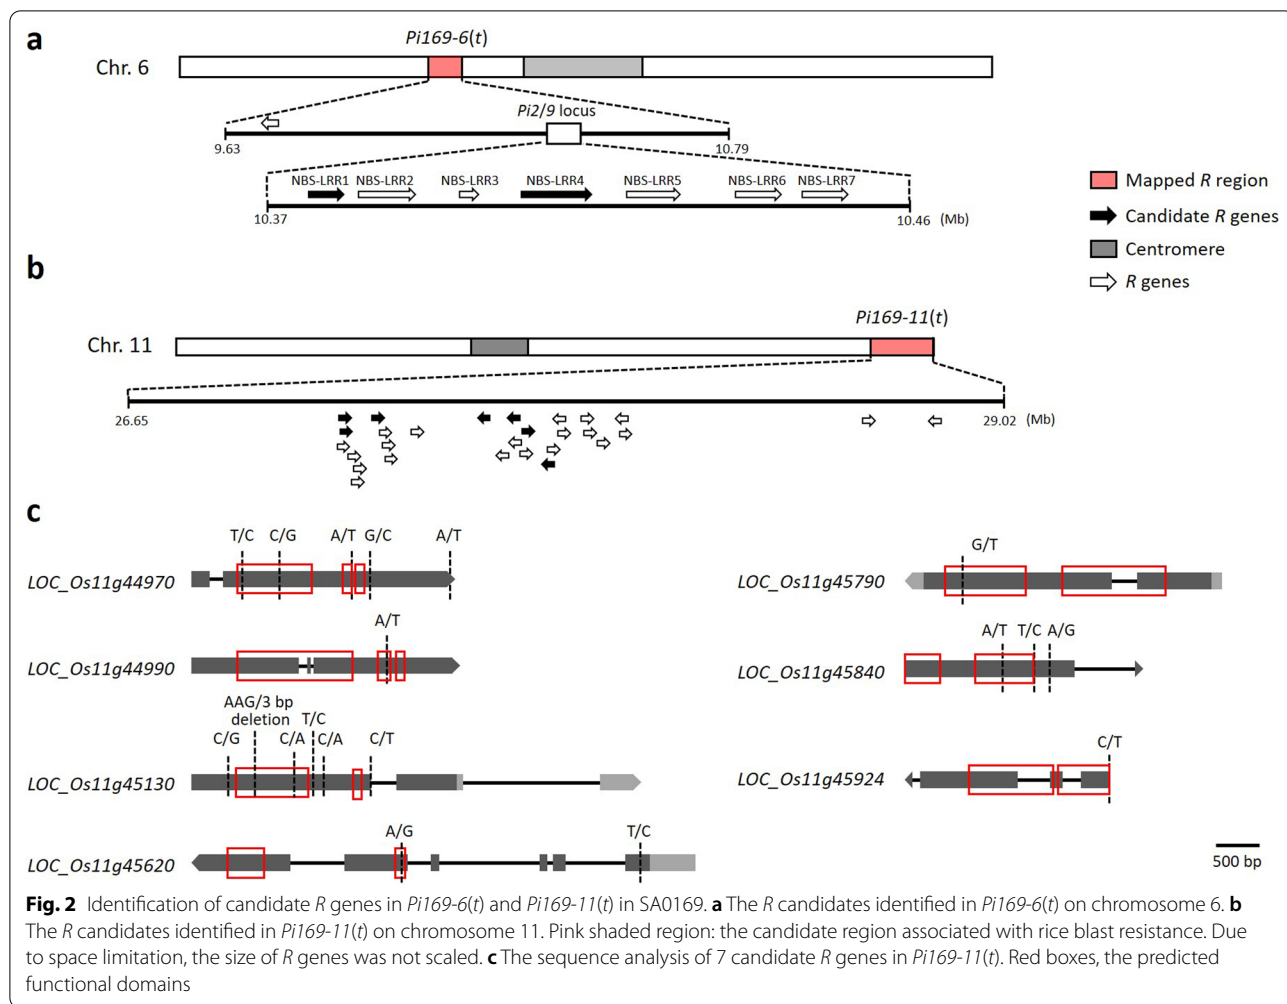 a
Pi169-6(t)
Chr. 6
Pi2/9 locus
9.63
10.79
NBS-LRR1 NBS-LRR2 NBS-LRR3 NBS-LRR4 NBS-LRR5 NBS-LRR6 NBS-LRR7
10.37
10.46 (Mb)
Mapped R region
Candidate R genes
Centromere
R genes
b
Pi169-11(t)
Chr. 11
26.65
29.02 (Mb)
c
T/C C/G A/T G/C A/T
LOC_Os11g44970
A/T
LOC_Os11g44990
AAG/3 bp
deletion T/C
C/G C/A C/A C/T
LOC_Os11g45130
A/G T/C
LOC_Os11g45620
G/T
LOC_Os11g45790
A/T T/C A/G
LOC_Os11g45840
C/T
LOC_Os11g45924
500 bp
Fig. 2 Identification of candidate R genes in Pi169-6(t) and Pi169-11(t) in SA0169. a The R candidates identified in Pi169-6(t) on chromosome 6. b
The R candidates identified in Pi169-11(t) on chromosome 11. Pink shaded region: the candidate region associated with rice blast resistance. Due
to space limitation, the size of R genes was not scaled. c The sequence analysis of 7 candidate R genes in Pi169-11(t). Red boxes, the predicted
functional domains